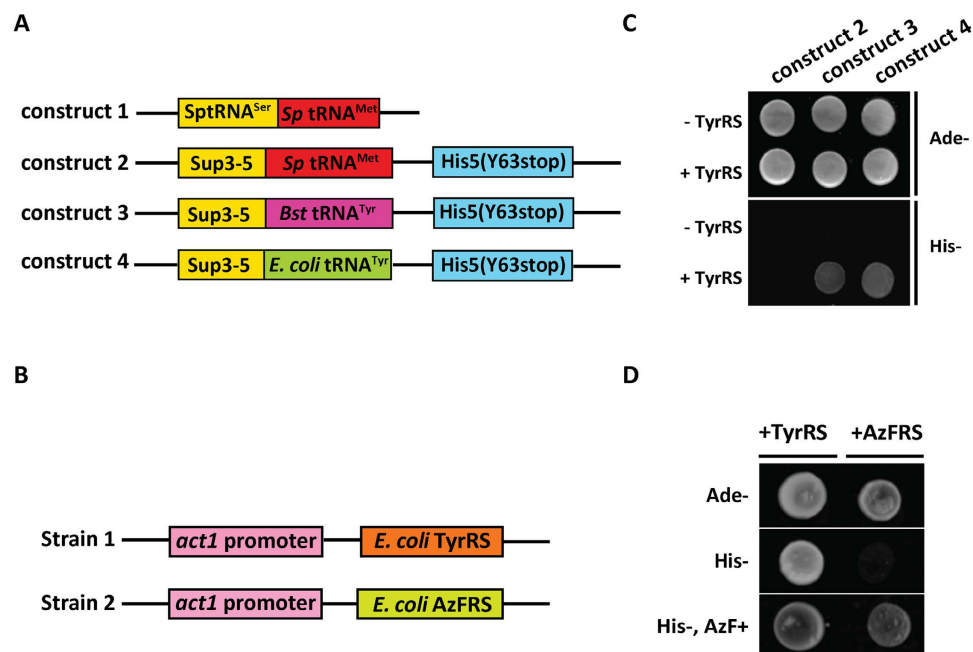 A
construct 1
SptRNA^Ser
Sp tRNA^Met
construct 2
Sup3-5
Sp tRNA^Met
His5(Y63stop)
construct 3
Sup3-5
Bst tRNA^Tyr
His5(Y63stop)
construct 4
Sup3-5
E. coli tRNA^Tyr
His5(Y63stop)
B
Strain 1
act1 promoter
E. coli TyrRS
Strain 2
act1 promoter
E. coli AzFRS
C
construct 2
construct 3
construct 4
- TyrRS
+ TyrRS
Ade-
- TyrRS
+ TyrRS
His-
D
+TyrRS
+AzFRS
Ade-
His-
His-, AzF+